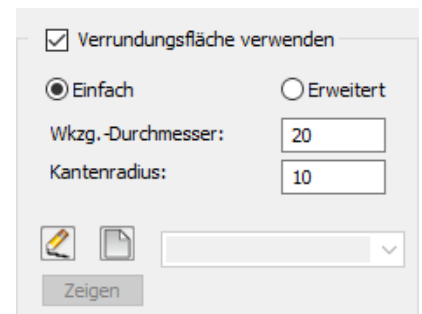 Verrundungsfläche verwenden
Einfach Erweitert
Wkzg.-Durchmesser: 20
Kantenradius: 10
Zeigen